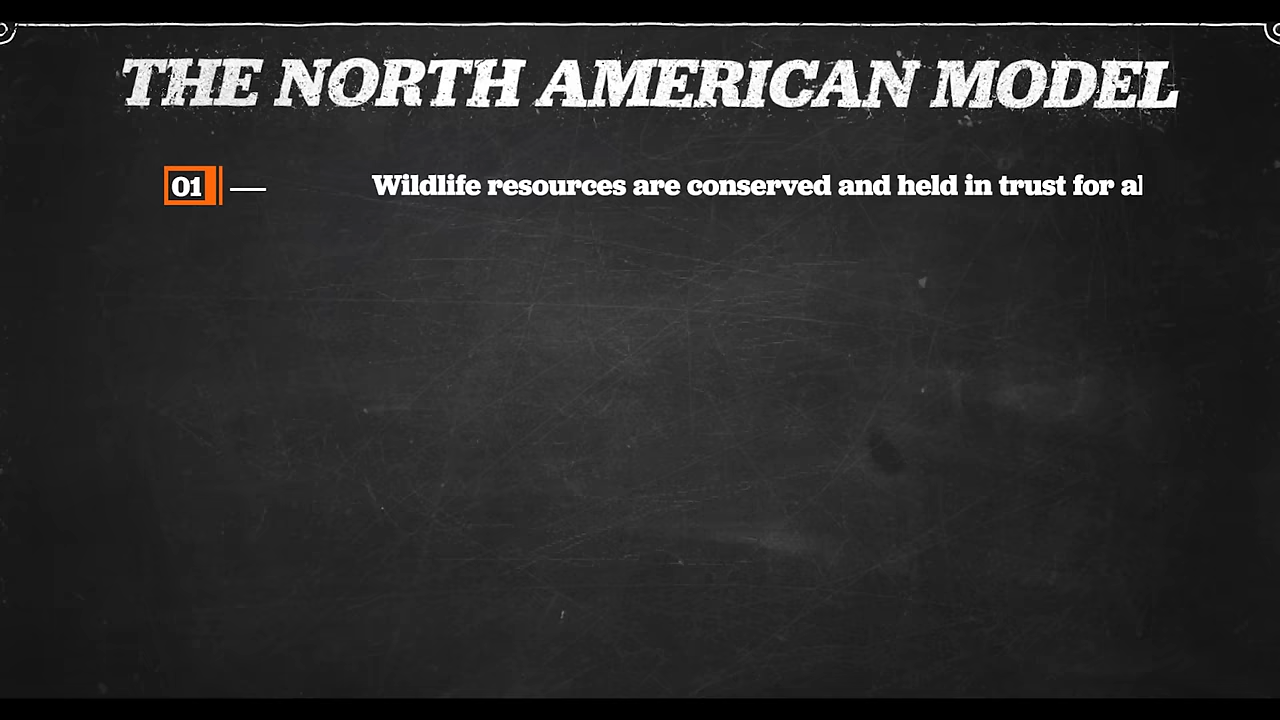 THE NORTH AMERICAN MODEL
01 — Wildlife resources are conserved and held in trust for